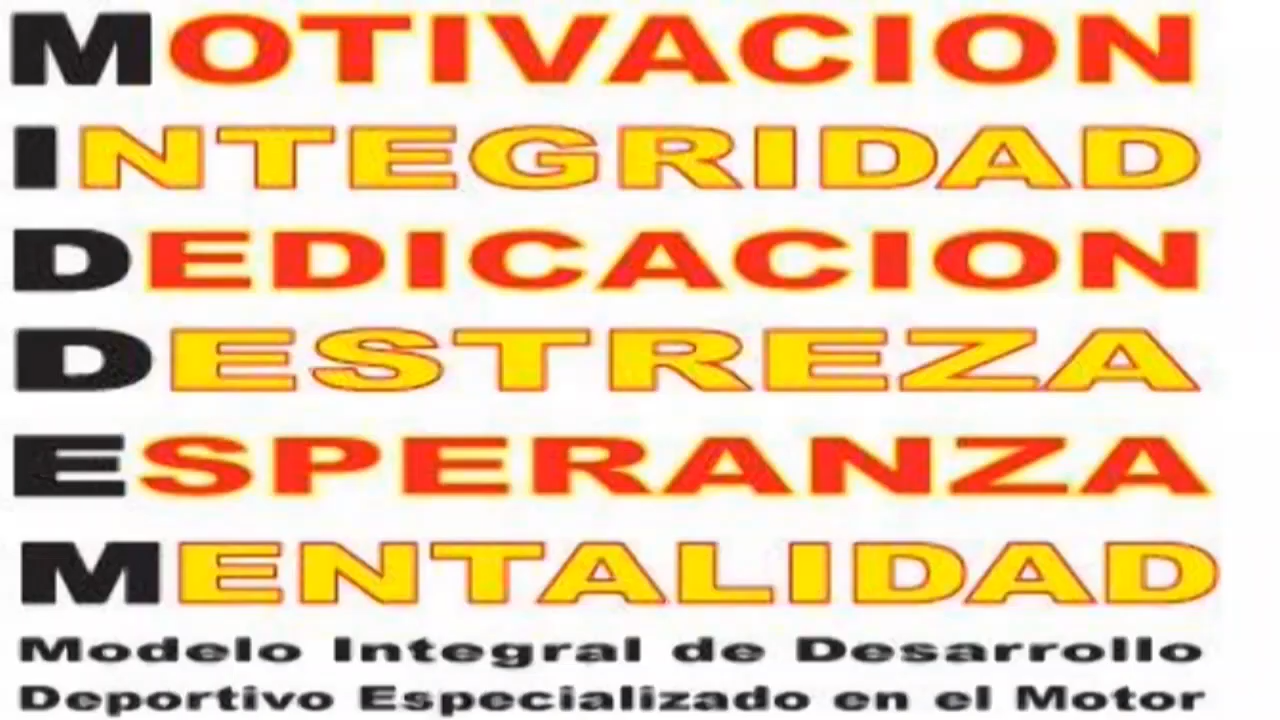 MOTIVACION
INTEGRIDAD
DEDICACION
DESTREZA
ESPERANZA
MENTALIDAD
Modelo Integral de Desarrollo
Deportivo Especializado en el Motor